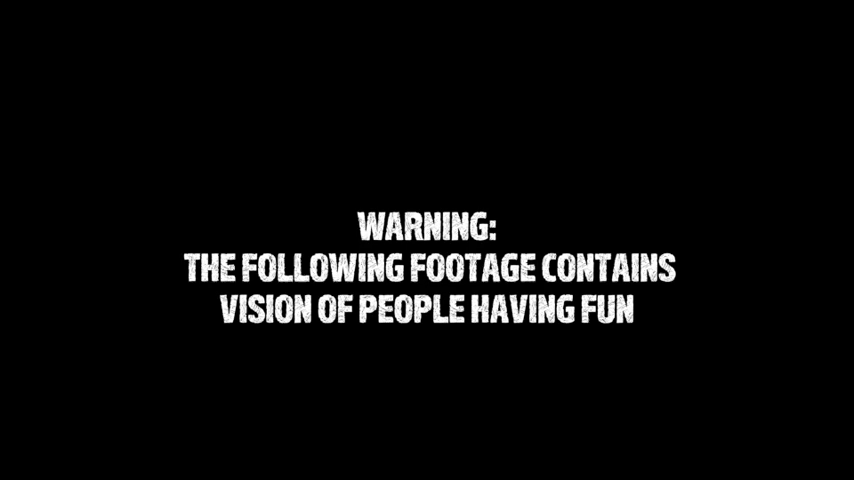 WARNING:
THE FOLLOWING FOOTAGE CONTAINS
VISION OF PEOPLE HAVING FUN